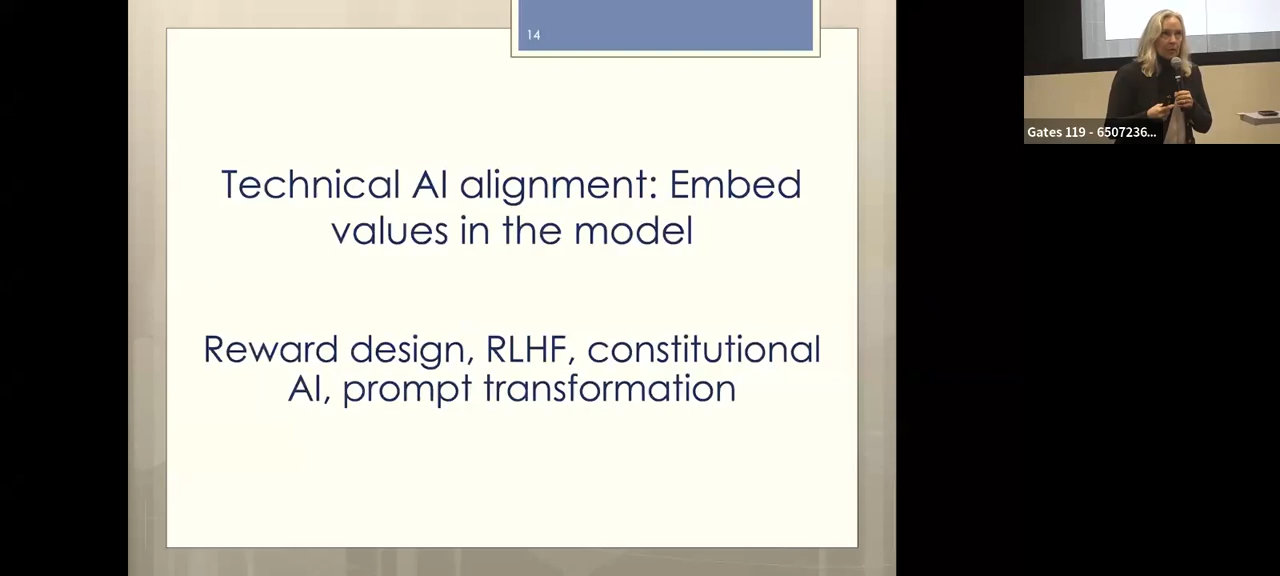 14
Technical AI alignment: Embed
values in the model
Reward design, RLHF, constitutional
AI, prompt transformation
Gates 119 - 6507236...